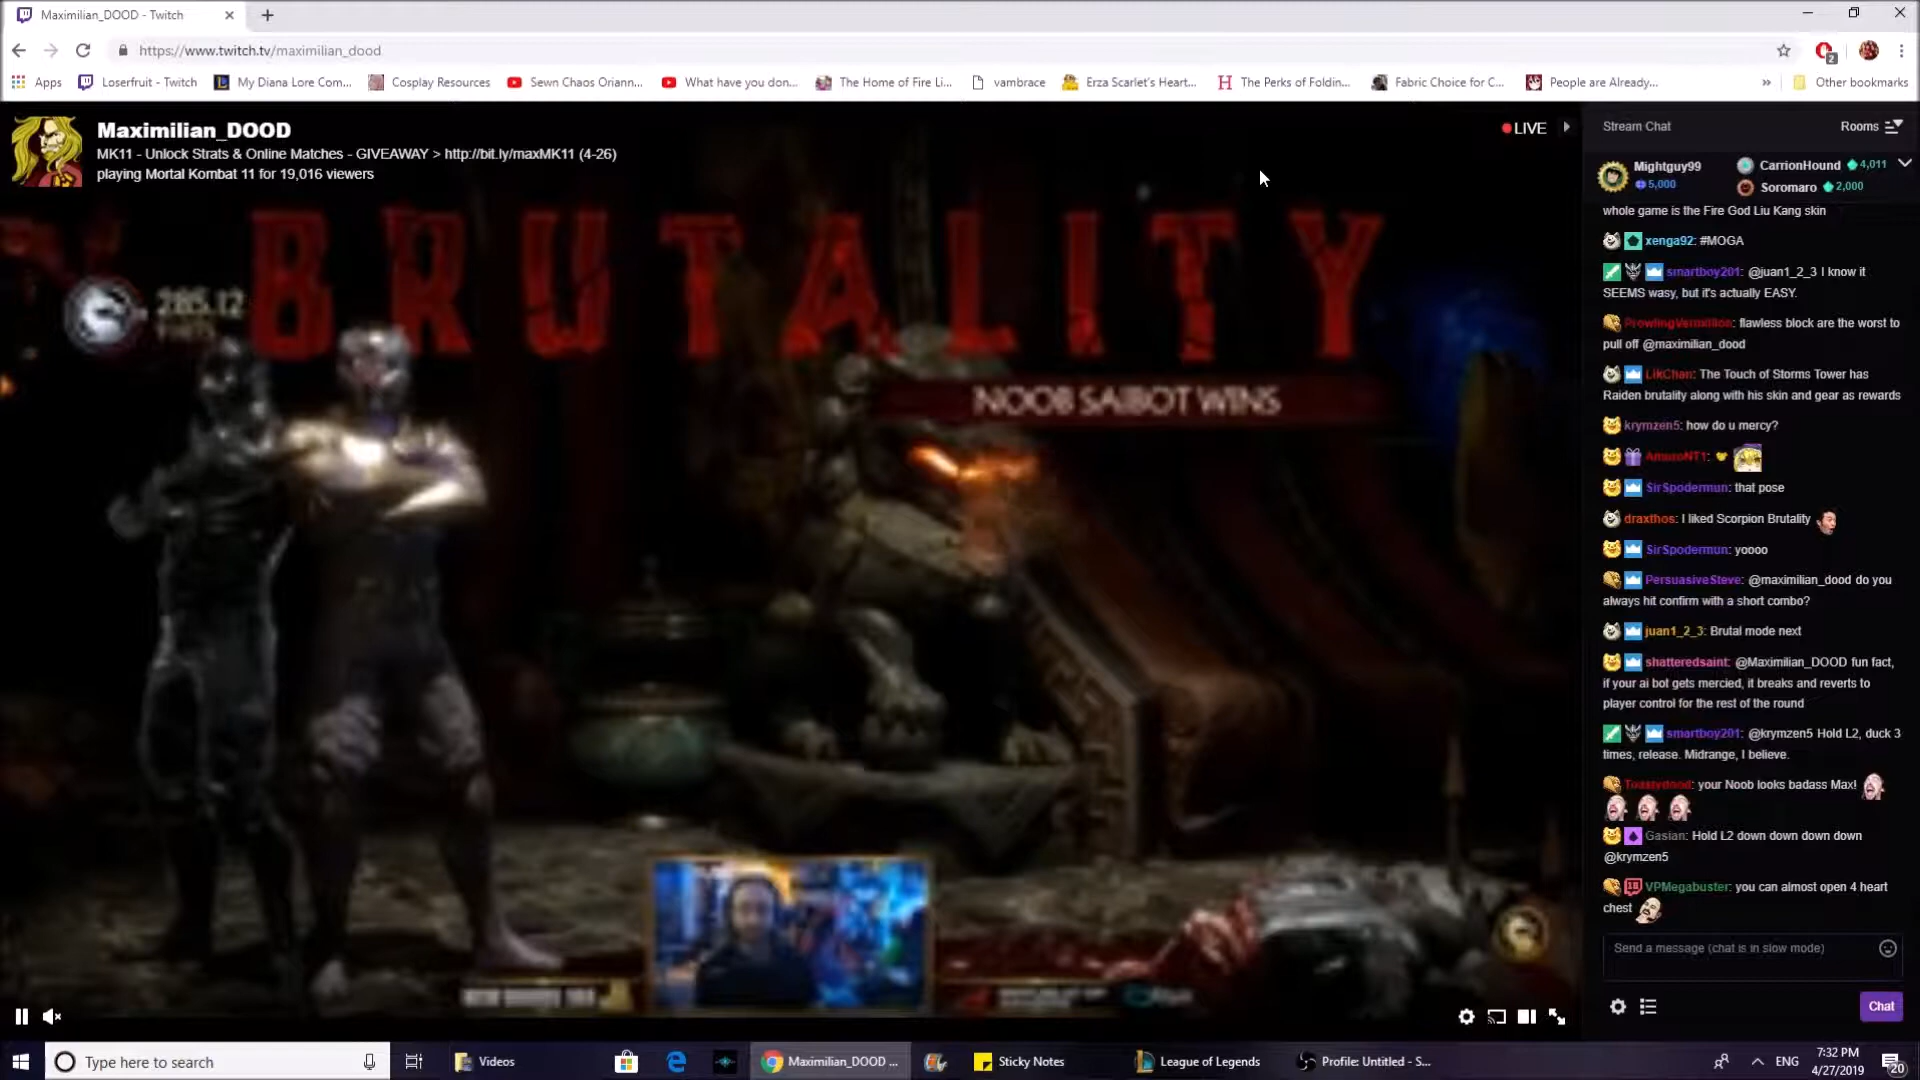 Maximilian_DOOD - Twitch
https://www.twitch.tv/maximilian_dood
2
Apps
Loserfruit - Twitch
My Diana Lore Com...
Cosplay Resources
Sewn Chaos Oriann...
What have you don...
The Home of Fire Li...
vambrace
Erza Scarlet's Heart...
The Perks of Foldin...
Fabric Choice for C...
People are Already...
Other bookmarks
Maximilian_DOOD
MK11 - Unlock Strats & Online Matches - GIVEAWAY > http://bit.ly/maxMK11 (4-26)
playing Mortal Kombat 11 for 19,016 viewers
LIVE
BRUTALITY
285.12
NOOB SAIBOT WINS
Stream Chat
Rooms
Mightguy99
5,000
CarrionHound 4,011
Soromaro 2,000
whole game is the Fire God Liu Kang skin
xenga92: #MOGA
smartboy201: @juan1_2_3 I know it
SEEMS wasy, but it's actually EASY.
ProwlingVermillion: flawless block are the worst to
pull off @maximilian_dood
LikChan: The Touch of Storms Tower has
Raiden brutality along with his skin and gear as rewards
krymzen5: how do u mercy?
AmuroNT1:
SirSpodermun: that pose
draxthos: I liked Scorpion Brutality
SirSpodermun: yoooo
PersuasiveSteve: @maximilian_dood do you
always hit confirm with a short combo?
juan1_2_3: Brutal mode next
shatteredsaint: @Maximilian_DOOD fun fact,
if your ai bot gets mercied, it breaks and reverts to
player control for the rest of the round
smartboy201: @krymzen5 Hold L2, duck 3
times, release. Midrange, I believe.
Toastydood: your Noob looks badass Max!
Gasian: Hold L2 down down down down
@krymzen5
VPMegabuster: you can almost open 4 heart
chest
Send a message (chat is in slow mode)
Chat
Type here to search
Videos
Maximilian_DOOD ...
Sticky Notes
League of Legends
Profile: Untitled - S...
ENG
7:32 PM
4/27/2019
20